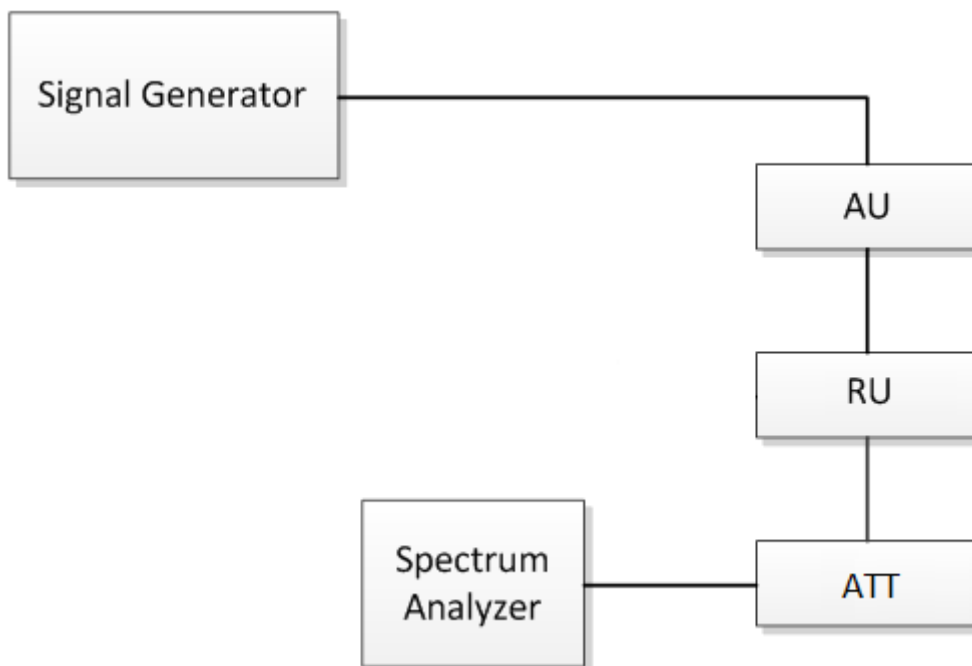 Signal Generator
AU
RU
ATT
Spectrum
Analyzer